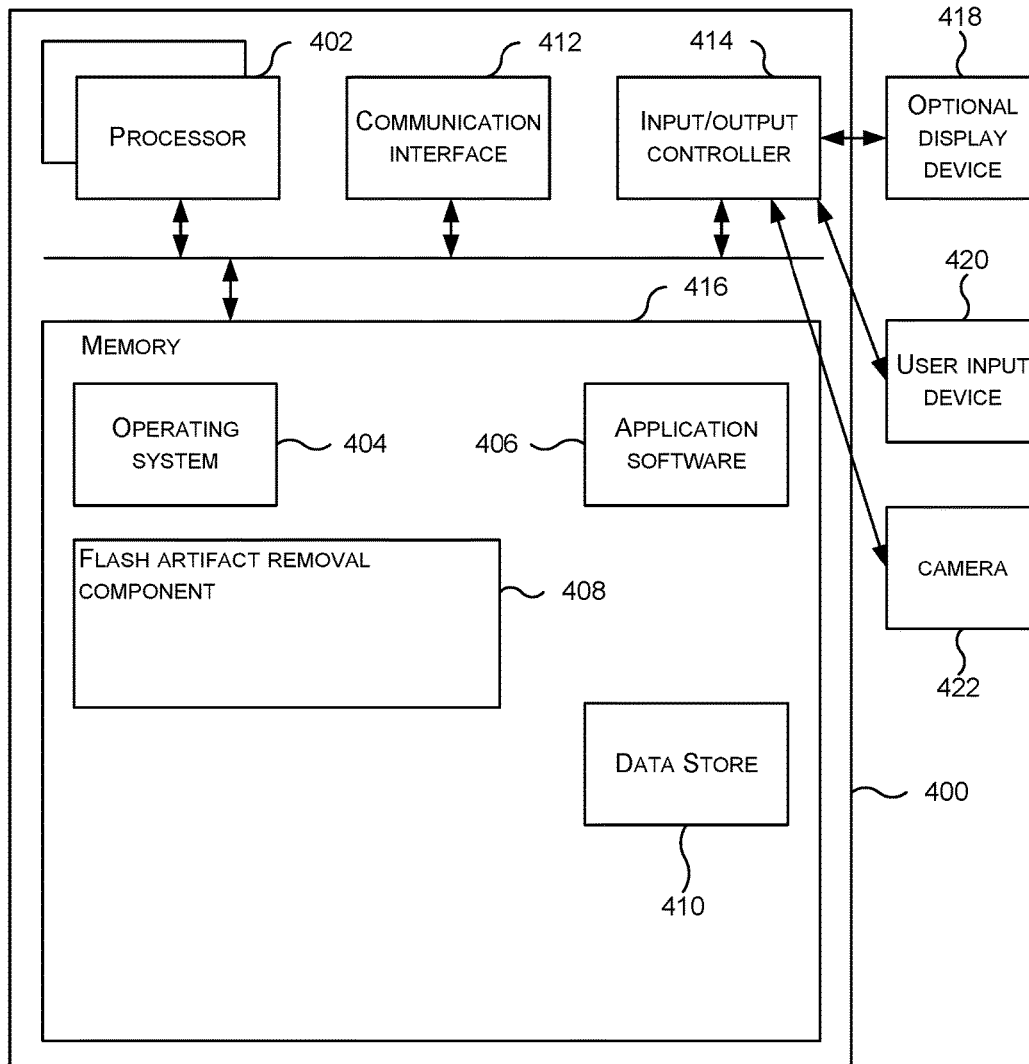 402
412
414
418
PROCESSOR
COMMUNICATION
INTERFACE
INPUT/OUTPUT
CONTROLLER
OPTIONAL
DISPLAY
DEVICE
416
420
MEMORY
USER INPUT
DEVICE
OPERATING
SYSTEM
404
406
APPLICATION
SOFTWARE
FLASH ARTIFACT REMOVAL
COMPONENT
408
CAMERA
422
DATA STORE
400
410